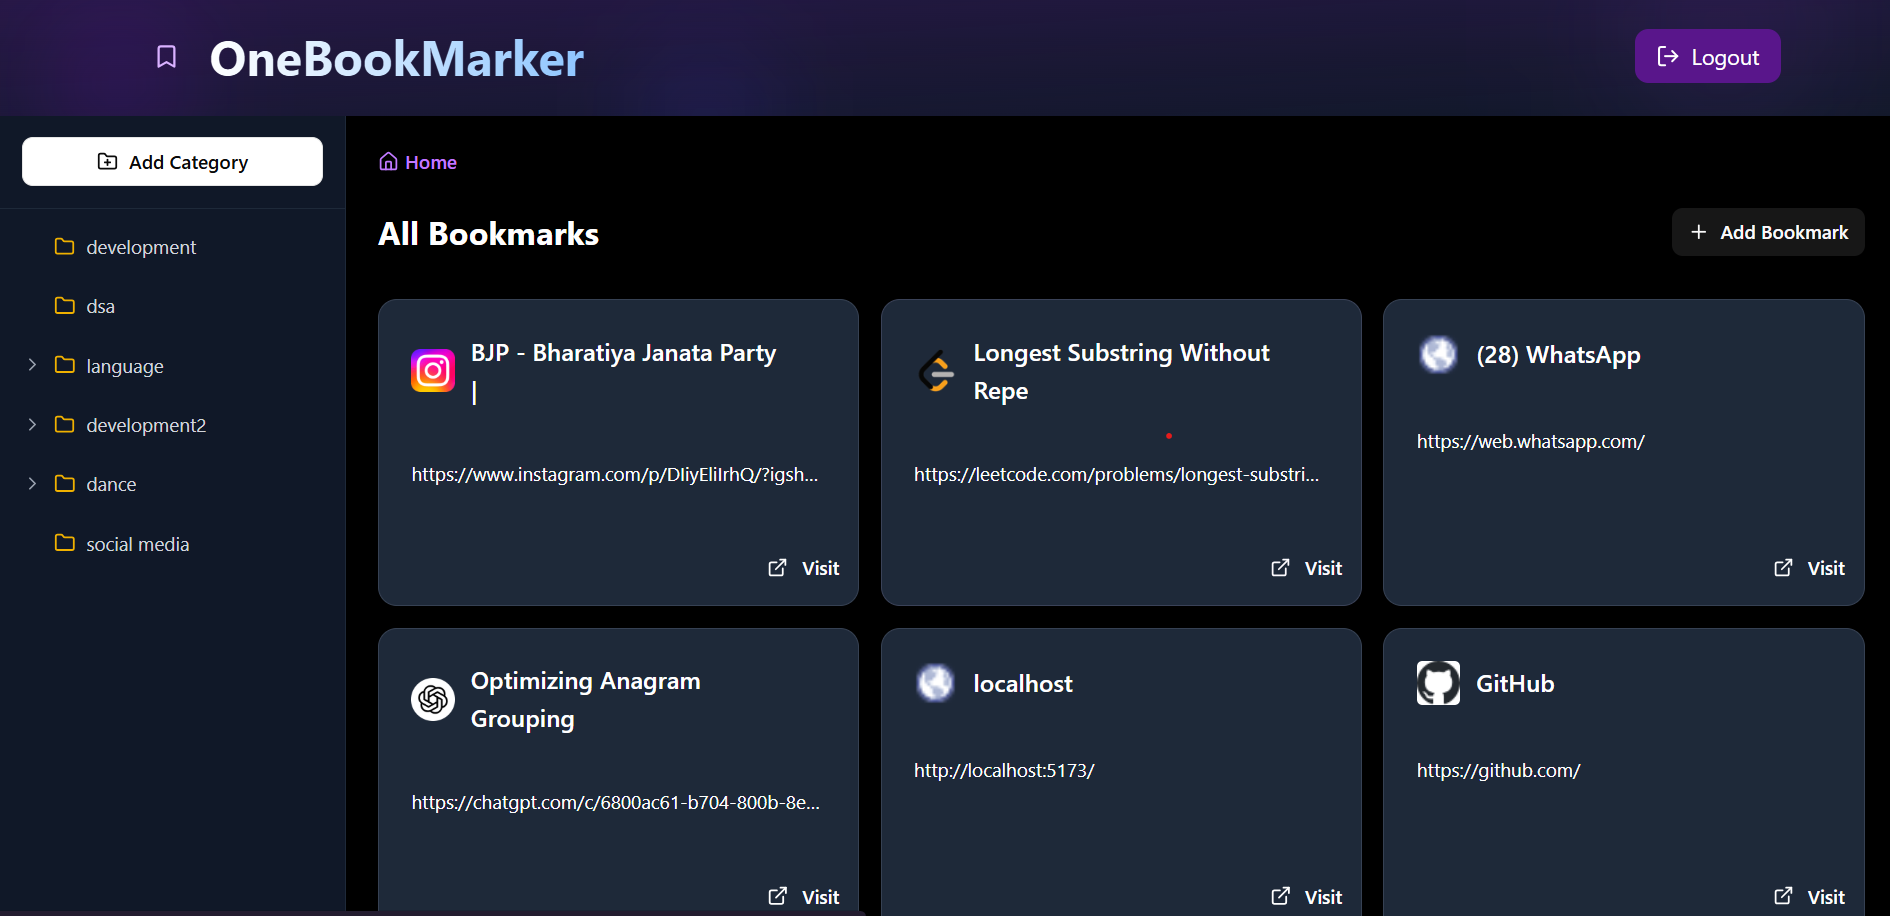 OneBookMarker
Logout
Add Category
development
dsa
language
development2
dance
social media
Home
All Bookmarks
Add Bookmark
BJP - Bharatiya Janata Party
|
https://www.instagram.com/p/DIiyEliIrhQ/?igsh...
Visit
Longest Substring Without
Repe
https://leetcode.com/problems/longest-substri...
Visit
(28) WhatsApp
https://web.whatsapp.com/
Visit
Optimizing Anagram
Grouping
https://chatgpt.com/c/6800ac61-b704-800b-8e...
Visit
localhost
http://localhost:5173/
Visit
GitHub
https://github.com/
Visit